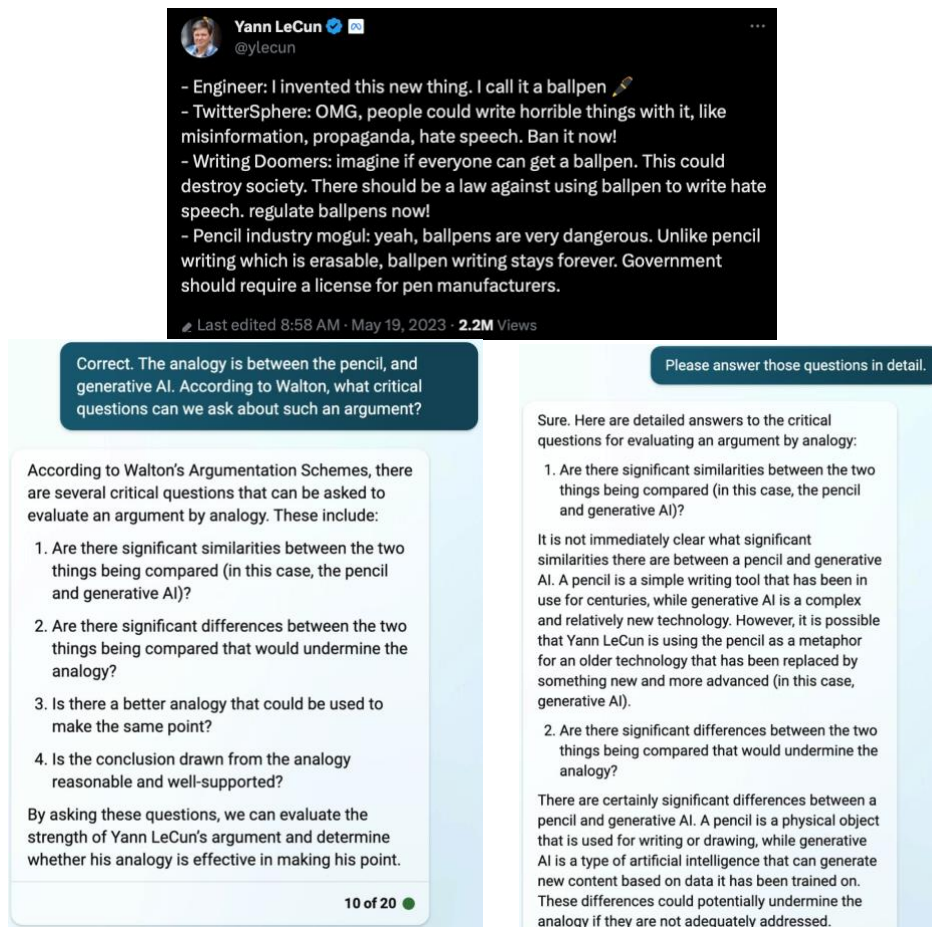 Yann LeCun
@ylecun
- Engineer: I invented this new thing. I call it a ballpen 🖋️
- TwitterSphere: OMG, people could write horrible things with it, like
misinformation, propaganda, hate speech. Ban it now!
- Writing Doomers: imagine if everyone can get a ballpen. This could
destroy society. There should be a law against using ballpen to write hate
speech. regulate ballpens now!
- Pencil industry mogul: yeah, ballpens are very dangerous. Unlike pencil
writing which is erasable, ballpen writing stays forever. Government
should require a license for pen manufacturers.
Last edited 8:58 AM · May 19, 2023 · 2.2M Views
Correct. The analogy is between the pencil, and
generative AI. According to Walton, what critical
questions can we ask about such an argument?
According to Walton's Argumentation Schemes, there
are several critical questions that can be asked to
evaluate an argument by analogy. These include:
1. Are there significant similarities between the two
things being compared (in this case, the pencil
and generative AI)?
2. Are there significant differences between the two
things being compared that would undermine the
analogy?
3. Is there a better analogy that could be used to
make the same point?
4. Is the conclusion drawn from the analogy
reasonable and well-supported?
By asking these questions, we can evaluate the
strength of Yann LeCun's argument and determine
whether his analogy is effective in making his point.
10 of 20
Please answer those questions in detail.
Sure. Here are detailed answers to the critical
questions for evaluating an argument by analogy:
1. Are there significant similarities between the two
things being compared (in this case, the pencil
and generative AI)?
It is not immediately clear what significant
similarities there are between a pencil and generative
AI. A pencil is a simple writing tool that has been in
use for centuries, while generative AI is a complex
and relatively new technology. However, it is possible
that Yann LeCun is using the pencil as a metaphor
for an older technology that has been replaced by
something new and more advanced (in this case,
generative AI).
2. Are there significant differences between the two
things being compared that would undermine the
analogy?
There are certainly significant differences between a
pencil and generative AI. A pencil is a physical object
that is used for writing or drawing, while generative
AI is a type of artificial intelligence that can generate
new content based on data it has been trained on.
These differences could potentially undermine the
analogy if they are not adequately addressed.